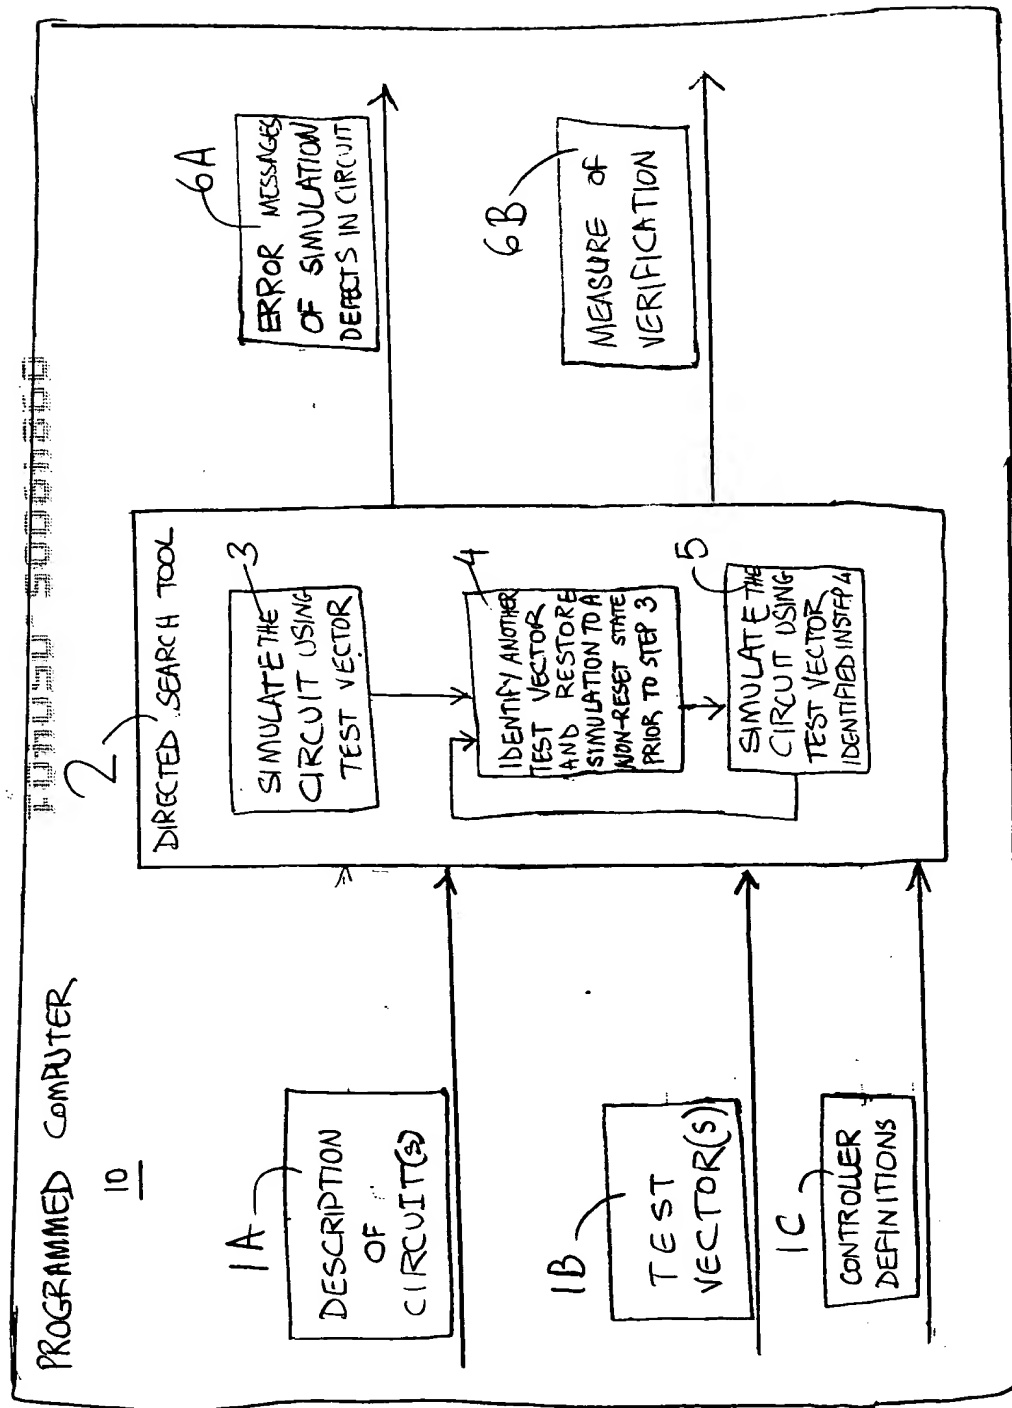 PROGRAMMED COMPUTER
10
1A
DESCRIPTION
OF
CIRCUIT(S)
1B
TEST
VECTOR(S)
1C
CONTROLLER
DEFINITIONS
2
DIRECTED SEARCH TOOL
3
SIMULATE THE
CIRCUIT USING
TEST VECTOR
4
IDENTIFY ANOTHER
TEST VECTOR
AND RESTORE
SIMULATION TO A
NON-RESET STATE
PRIOR TO STEP 3
5
SIMULATE THE
CIRCUIT USING
TEST VECTOR
IDENTIFIED IN STEP 4
6A
ERROR MESSAGES
OF SIMULATION
DEFECTS IN CIRCUIT
6B
MEASURE OF
VERIFICATION